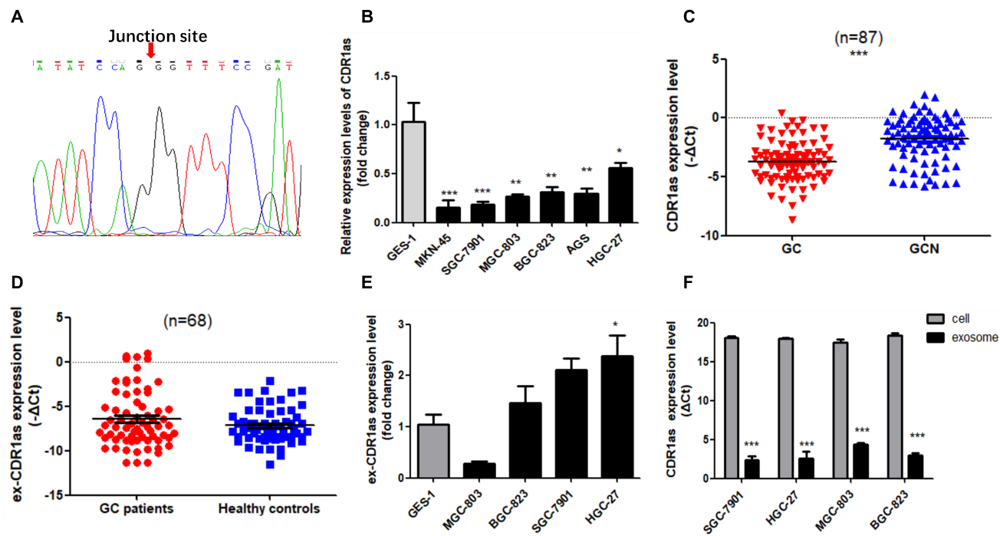 A
Junction site
A T A T C C A G G G T T T C C G A T
B
Relative expression levels of CDR1as
(fold change)
1.5
1.0
0.5
0.0
***
***
**
**
**
*
GES-1
MKN-45
SGC-7901
MGC-803
BGC-823
AGS
HGC-27
C
(n=87)
***
CDR1as expression level
(-ΔCt)
5
0
-5
-10
GC
GCN
D
(n=68)
ex-CDR1as expression level
(-ΔCt)
5
0
-5
-10
-15
GC patients
Healthy controls
E
ex-CDR1as expression level
(fold change)
3
2
1
0
*
GES-1
MGC-803
BGC-823
SGC-7901
HGC-27
F
CDR1as expression level
(ΔCt)
20
15
10
5
0
cell
exosome
***
***
***
***
SGC-7901
HGC-27
MGC-803
BGC-823